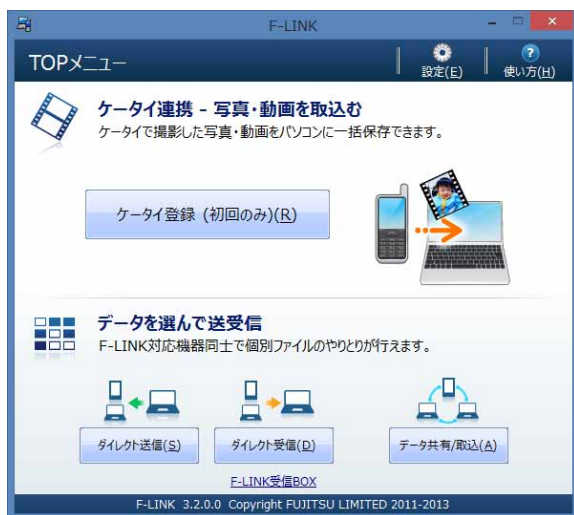 F-LINK
TOPメニュー
設定(E)
使い方(H)
ケータイ連携 - 写真・動画を取込む
ケータイで撮影した写真・動画をパソコンに一括保存できます。
ケータイ登録 (初回のみ)(R)
データを選んで送受信
F-LINK対応機器同士で個別ファイルのやりとりが行えます。
ダイレクト送信(S)
ダイレクト受信(D)
データ共有/取込(A)
F-LINK受信BOX
F-LINK 3.2.0.0 Copyright FUJITSU LIMITED 2011-2013